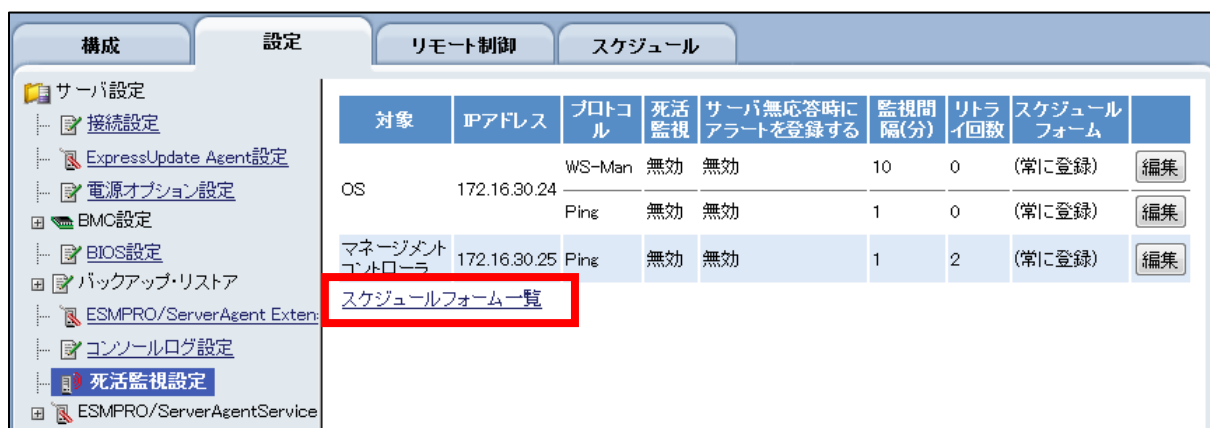 構成 設定 リモート制御 スケジュール
サーバ設定
接続設定
ExpressUpdate Agent設定
電源オプション設定
BMC設定
BIOS設定
バックアップ・リストア
ESMPRO/ServerAgent Exten
コンソールログ設定
死活監視設定
ESMPRO/ServerAgentService
対象 IPアドレス プロトコル 死活監視 サーバ無応答時にアラートを登録する 監視間隔(分) リトライ回数 スケジュールフォーム
OS 172.16.30.24 WS-Man 無効 無効 10 0 (常に登録) 編集
Ping 無効 無効 1 0 (常に登録) 編集
マネージメントコントローラ 172.16.30.25 Ping 無効 無効 1 2 (常に登録) 編集
スケジュールフォーム一覧